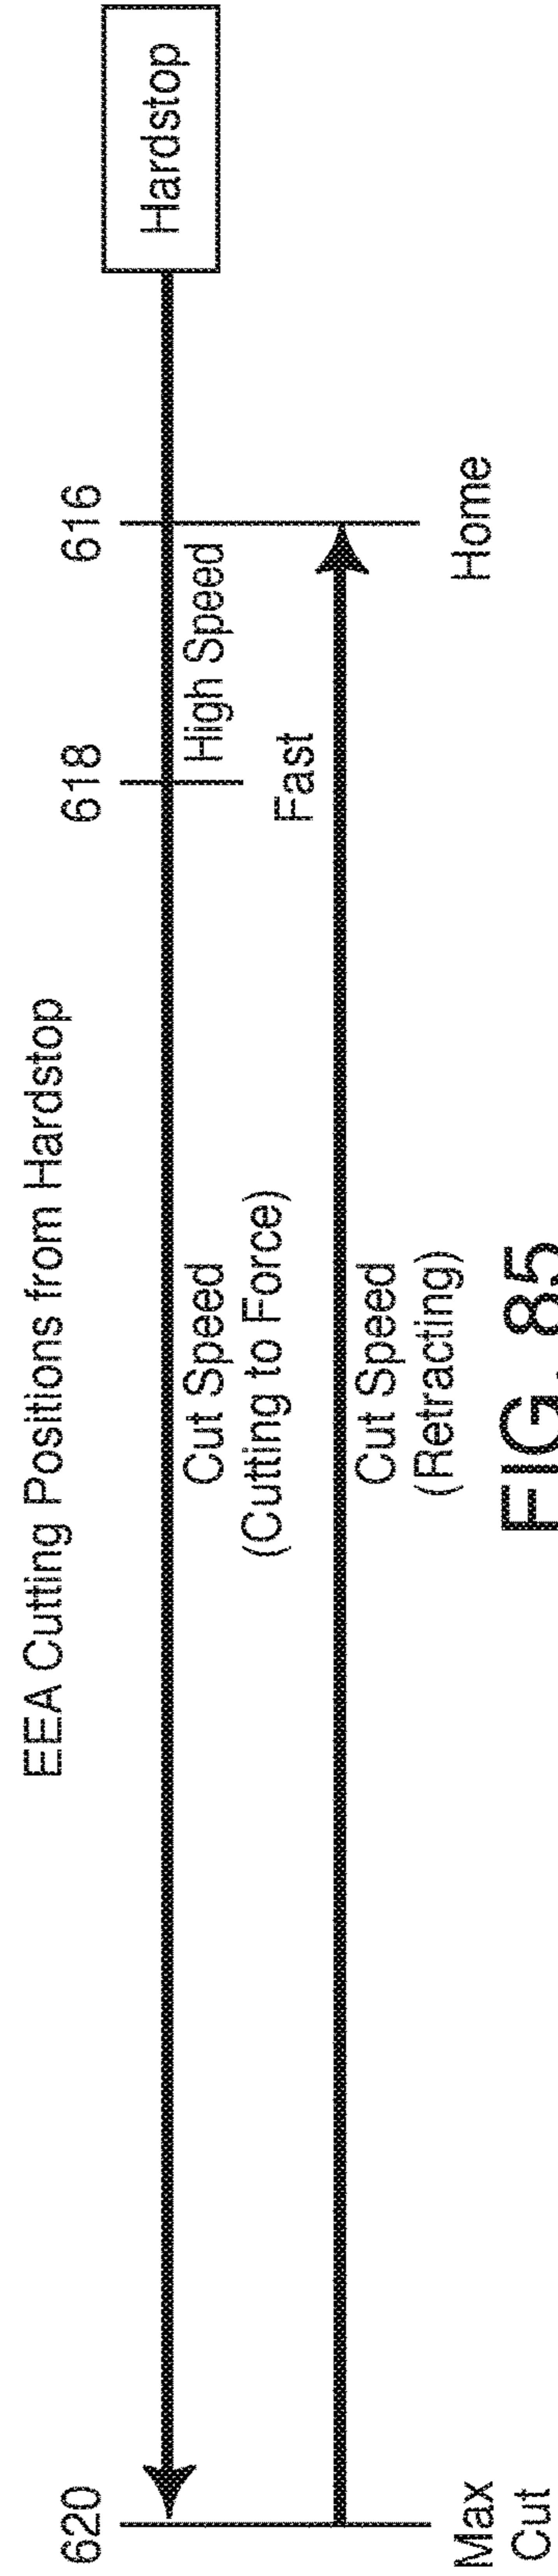 EEA Cutting Positions from Hardstop
620
618
616
Hardstop
High Speed
Cut Speed
(Cutting to Force)
Fast
Cut Speed
(Retracting)
Max
Cut
Home
FIG. 85